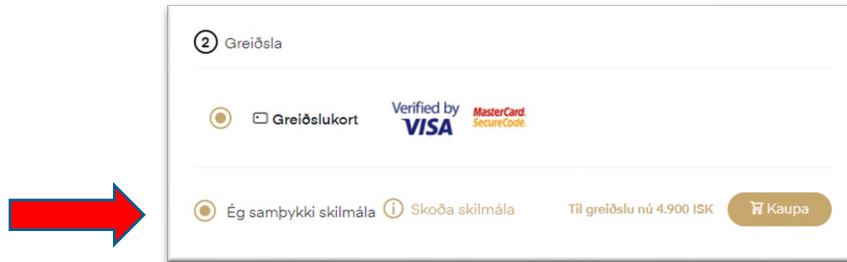 2 Greiðsla
Greiðslukort Verified by VISA MasterCard. SecureCode.
Ég samþykki skilmála i Skoða skilmála Til greiðslu nú 4.900 ISK Kaupa